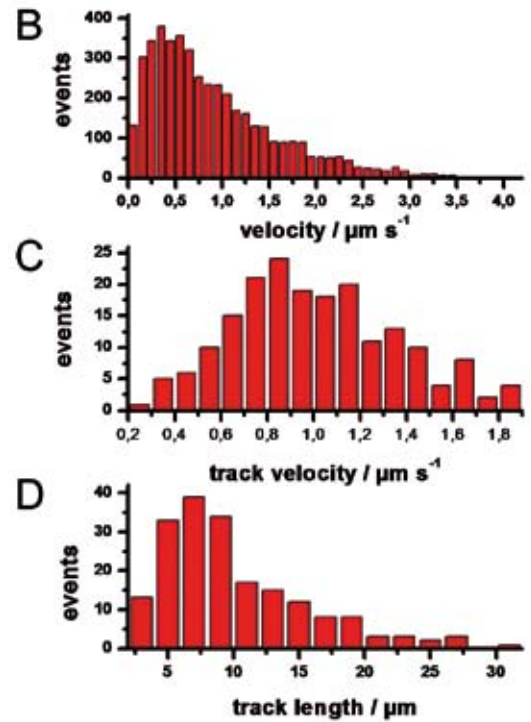 B
400
300
200
100
0
events
0,0 0,5 1,0 1,5 2,0 2,5 3,0 3,5 4,0
velocity / µm s-1
C
25
20
15
10
5
0
events
0,2 0,4 0,6 0,8 1,0 1,2 1,4 1,6 1,8
track velocity / µm s-1
D
40
30
20
10
0
events
5 10 15 20 25 30
track length / µm